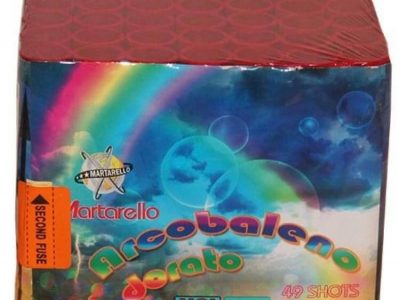 MARTARELLO
Martarello
SECOND FUSE
Arcobaleno
dorato
49 SHOTS